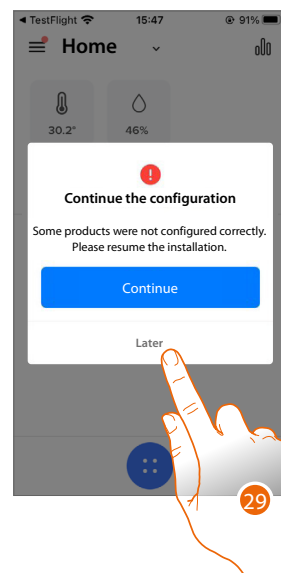 TestFlight 15:47 91%
Home
30.2° 46%
Continue the configuration
Some products were not configured correctly.
Please resume the installation.
Continue
Later
29